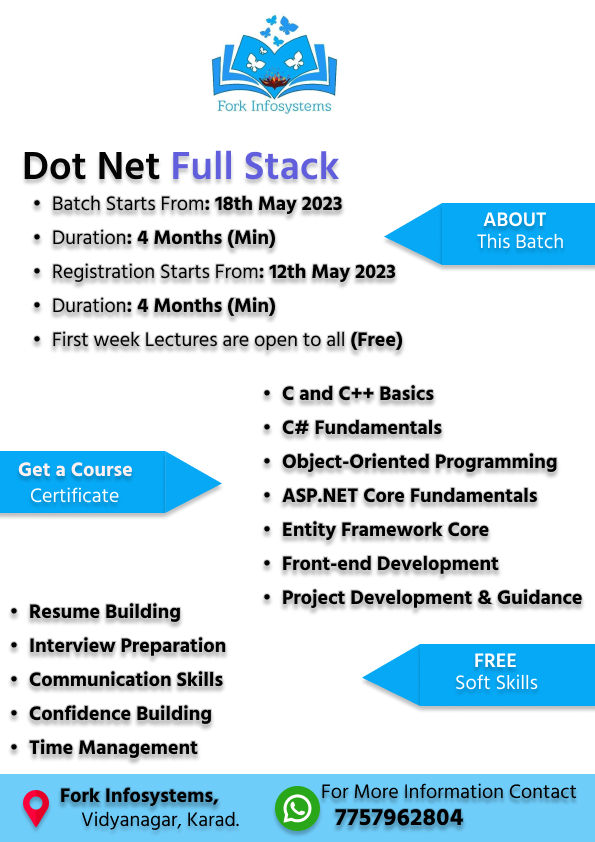 Fork Infosystems
Dot Net Full Stack
• Batch Starts From: 18th May 2023
• Duration: 4 Months (Min)
• Registration Starts From: 12th May 2023
• Duration: 4 Months (Min)
• First week Lectures are open to all (Free)
ABOUT
This Batch
• C and C++ Basics
• C# Fundamentals
• Object-Oriented Programming
• ASP.NET Core Fundamentals
• Entity Framework Core
• Front-end Development
• Project Development & Guidance
Get a Course
Certificate
• Resume Building
• Interview Preparation
• Communication Skills
• Confidence Building
• Time Management
FREE
Soft Skills
Fork Infosystems,
Vidyanagar, Karad.
For More Information Contact
7757962804